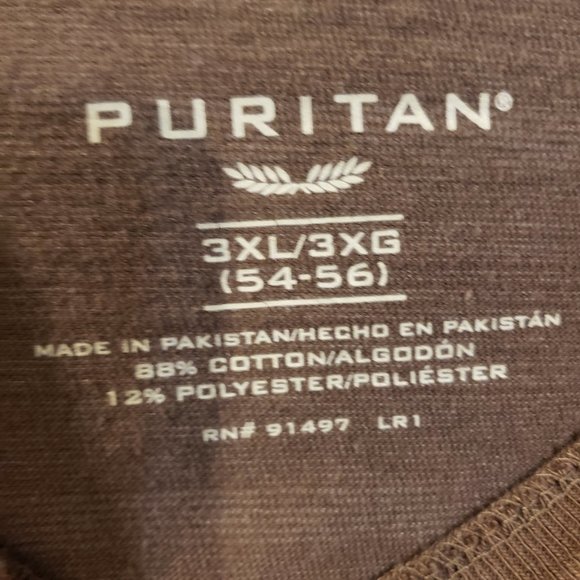 PURITAN®
3XL/3XG
(54-56)
MADE IN PAKISTAN/HECHO EN PAKISTÁN
88% COTTON/ALGODÓN
12% POLYESTER/POLIÉSTER
RN# 91497 LR1